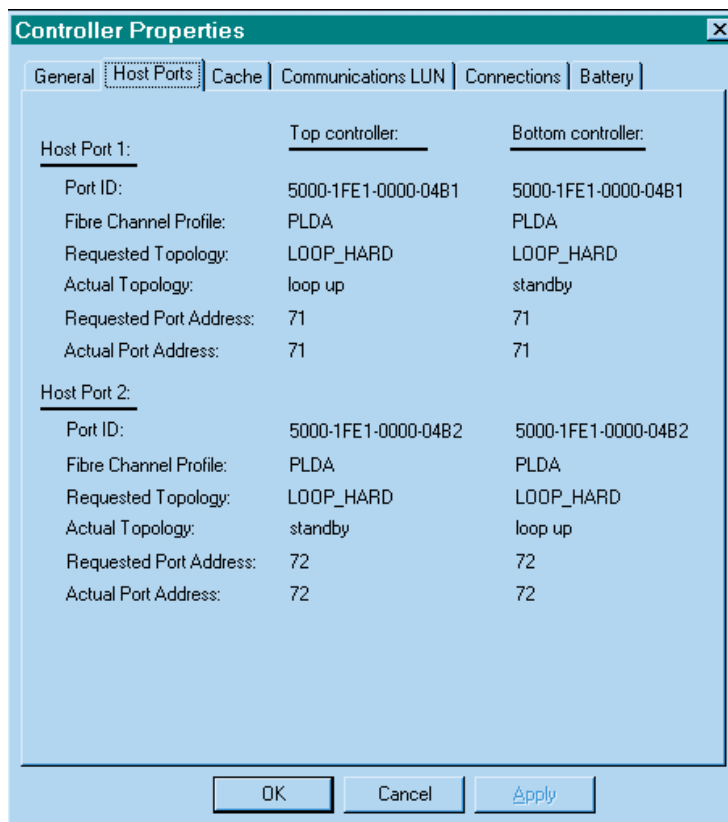 Controller Properties
General Host Ports Cache Communications LUN Connections Battery
Top controller: Bottom controller:
Host Port 1:
Port ID: 5000-1FE1-0000-04B1 5000-1FE1-0000-04B1
Fibre Channel Profile: PLDA PLDA
Requested Topology: LOOP_HARD LOOP_HARD
Actual Topology: loop up standby
Requested Port Address: 71 71
Actual Port Address: 71 71
Host Port 2:
Port ID: 5000-1FE1-0000-04B2 5000-1FE1-0000-04B2
Fibre Channel Profile: PLDA PLDA
Requested Topology: LOOP_HARD LOOP_HARD
Actual Topology: standby loop up
Requested Port Address: 72 72
Actual Port Address: 72 72
OK Cancel Apply